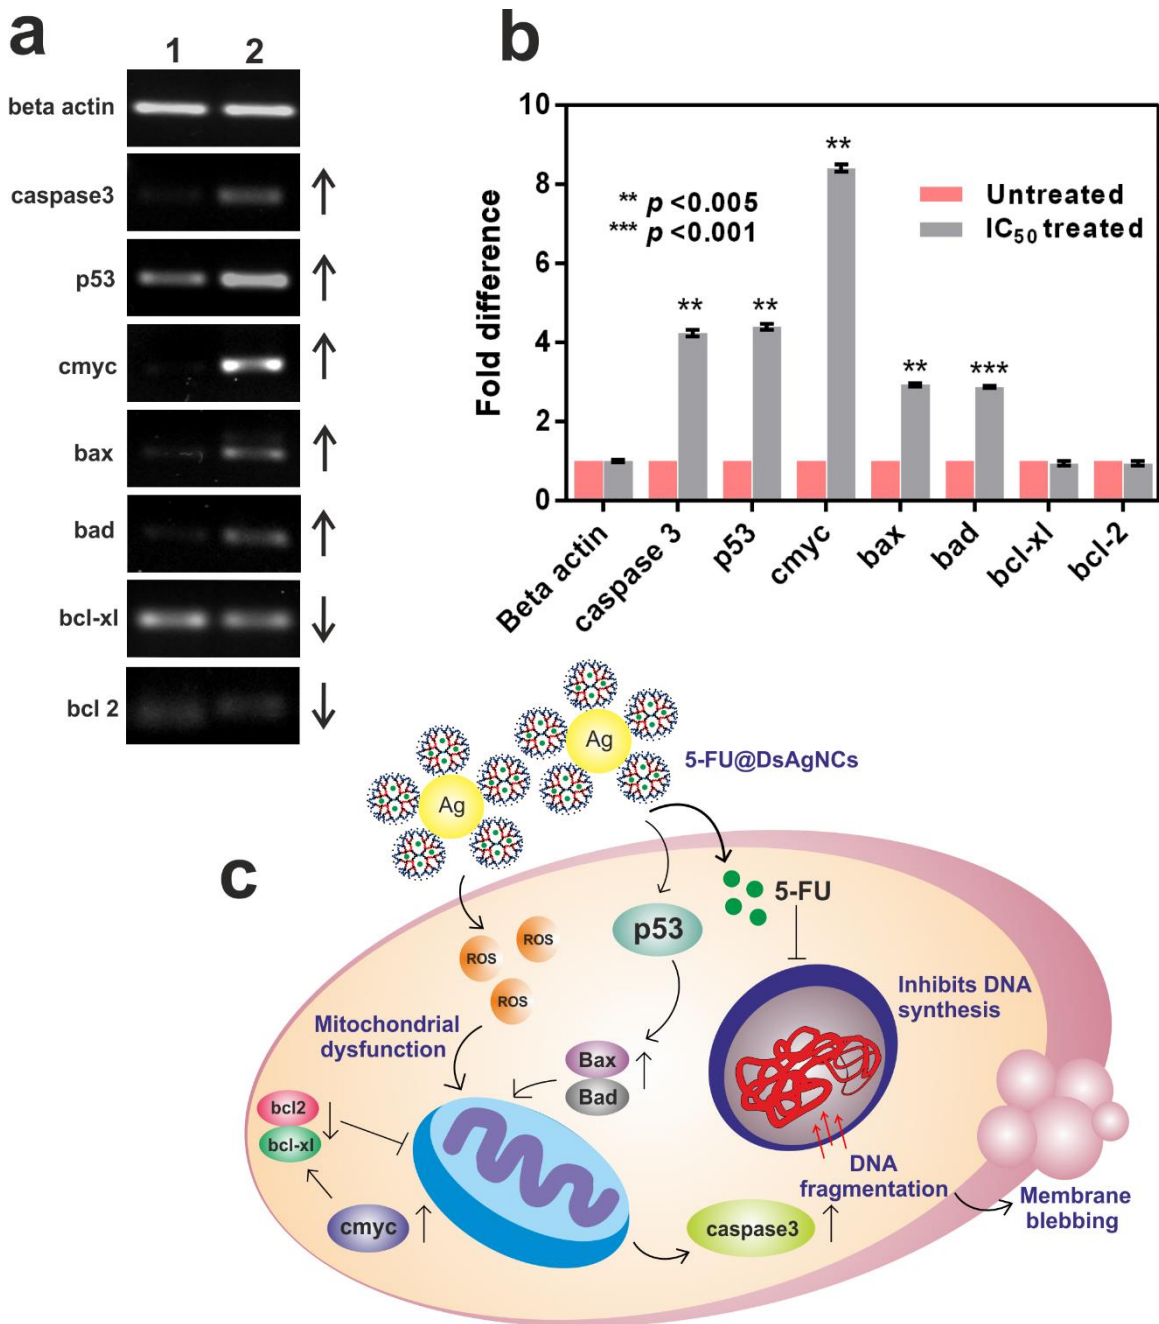 a
1 2
beta actin
caspase3
p53
cmyc
bax
bad
bcl-xl
bcl 2
b
10
8
6
4
2
0
Fold difference
** p <0.005
*** p <0.001
Untreated
IC50 treated
**
**
**
**
***
Beta actin
caspase 3
p53
cmyc
bax
bad
bcl-xl
bcl-2
c
Ag
Ag
5-FU@DsAgNCs
5-FU
p53
ROS
ROS
ROS
Inhibits DNA
synthesis
Mitochondrial
dysfunction
Bax
Bad
bcl2
bcl-xl
cmyc
DNA
fragmentation
caspase3
Membrane
blebbing